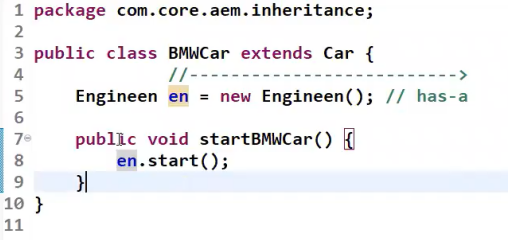 1 package com.core.aem.inheritance;
2
3 public class BMWCar extends Car {
4 //-------------------------->
5 Engineen en = new Engineen(); // has-a
6
7 public void startBMWCar() {
8 en.start();
9 }
10 }
11